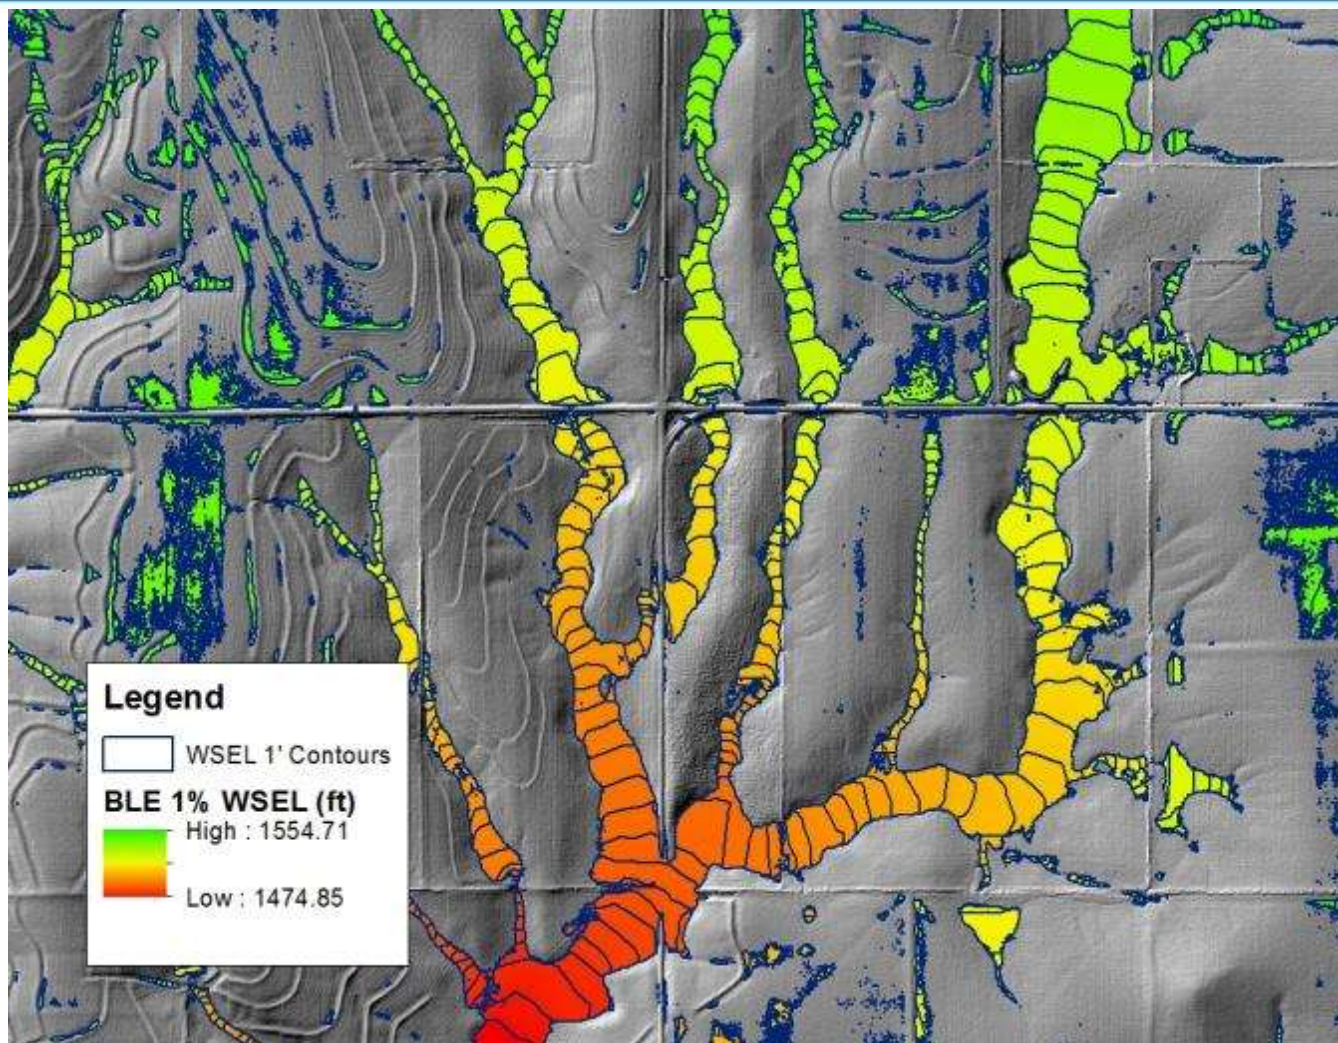 Legend
WSEL 1' Contours
BLE 1% WSEL (ft)
High : 1554.71
Low : 1474.85